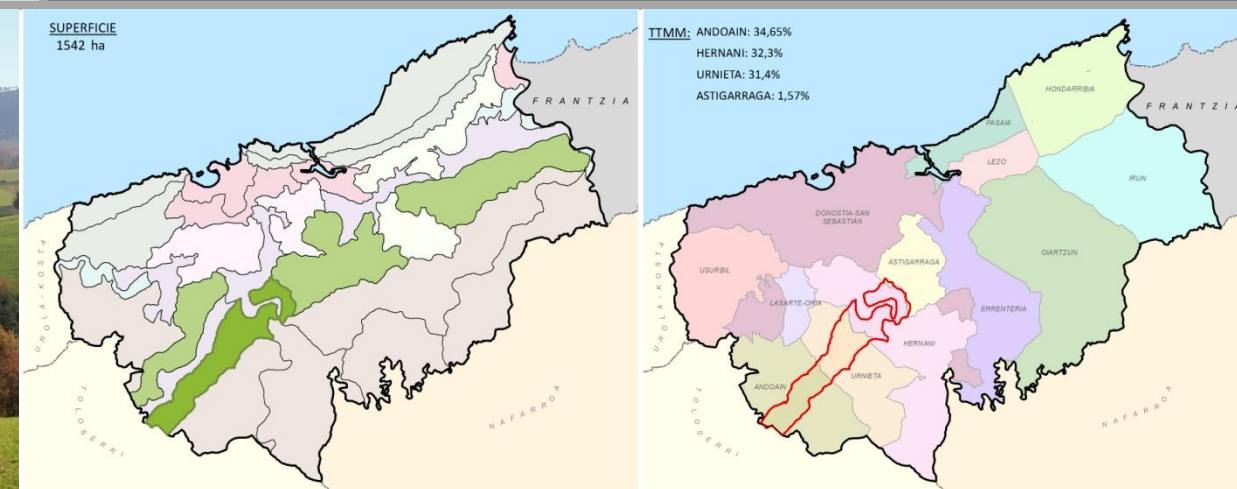 SUPERFICIE
1542 ha
FRANTZIA
UROLA-KOSTA
TOLOSERRI
NAFARROA
TTMM: ANDOAIN: 34,65%
HERNANI: 32,3%
URNIETA: 31,4%
ASTIGARRAGA: 1,57%
HONDARRIBIA
FRANTZIA
PASAIA
LEZO
IRUN
DONOSTIA-SAN
SEBASTIÁN
OIARTZUN
ASTIGARRAGA
USURBIL
UROLA-KOSTA
LASARTE-ORIA
ERRENTERIA
HERNANI
URNIETA
ANDOAIN
TOLOSERRI
NAFARROA